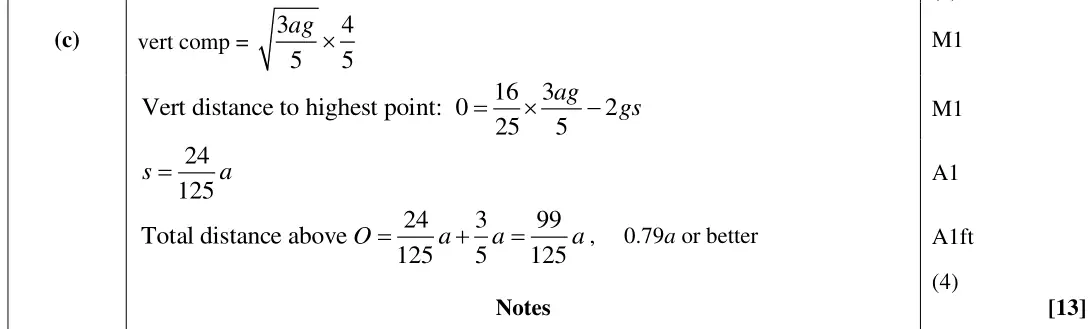 (c) vert comp = √(3ag/5) × 4/5 M1
Vert distance to highest point: 0 = 16/25 × 3ag/5 − 2gs M1
s = 24/125 a A1
Total distance above O = 24/125 a + 3/5 a = 99/125 a , 0.79a or better A1ft
(4)
Notes [13]